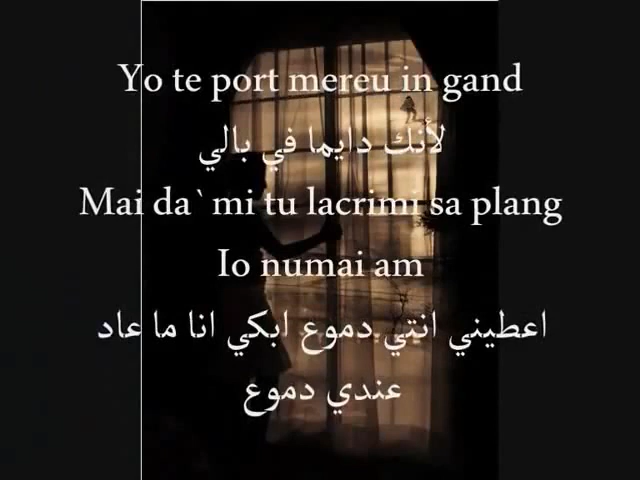 Yo te port mereu in gand
لأنك دايما في بالي
Mai da`mi tu lacrimi sa plang
Io numai am
اعطيني انتي دموع ابكي انا ما عاد
عندي دموع